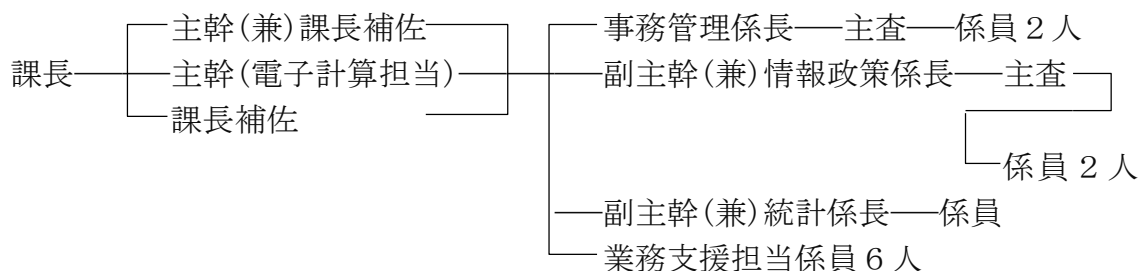 主幹(兼)課長補佐 事務管理係長 主査 係員2人
課長 主幹(電子計算担当) 副主幹(兼)情報政策係長 主査
課長補佐
係員2人
副主幹(兼)統計係長 係員
業務支援担当係員6人